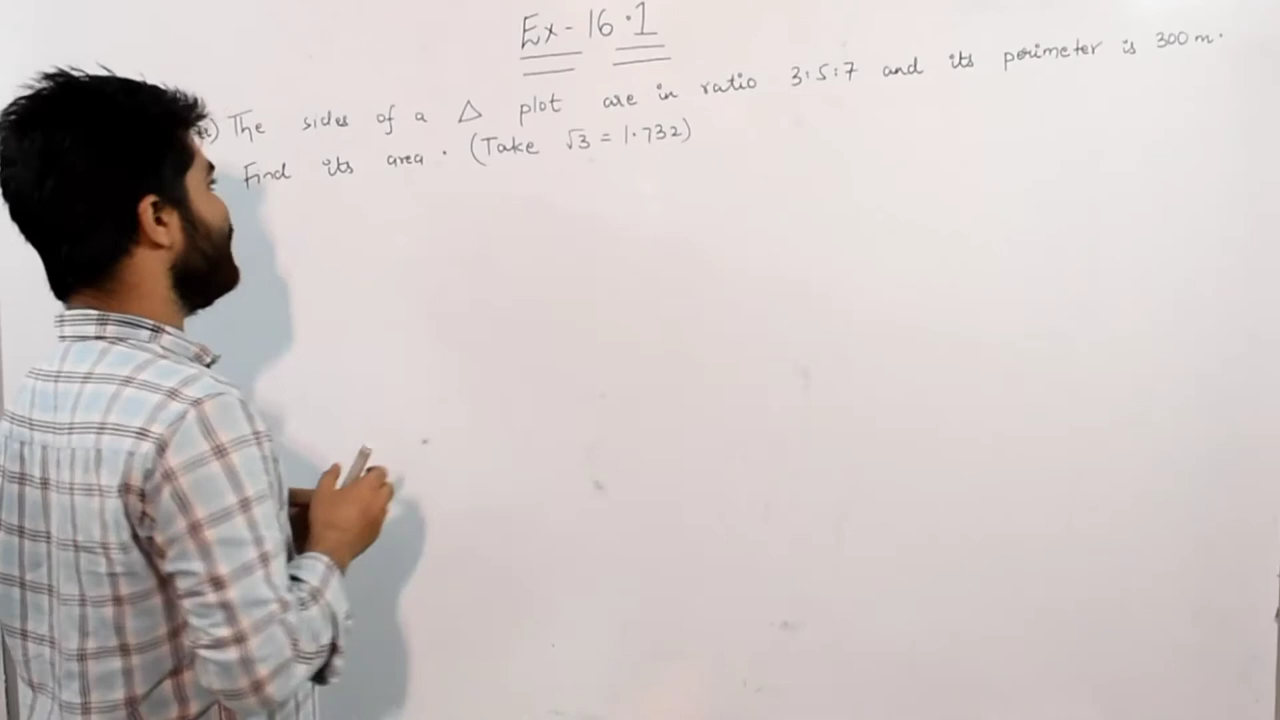 Ex-16.1
The sides of a △ plot are in ratio 3:5:7 and its perimeter is 300 m.
Find its area. (Take √3 = 1.732)